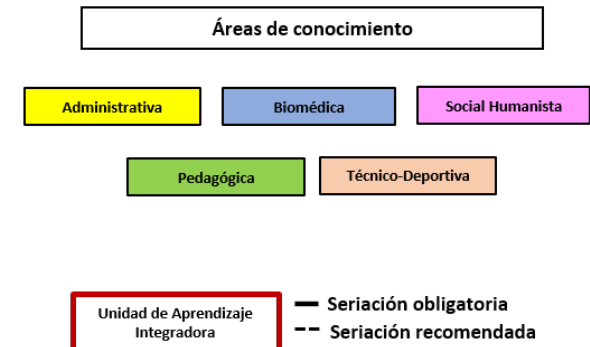 Áreas de conocimiento
Administrativa
Biomédica
Social Humanista
Pedagógica
Técnico-Deportiva
Unidad de Aprendizaje
Integradora
Seriación obligatoria
Seriación recomendada